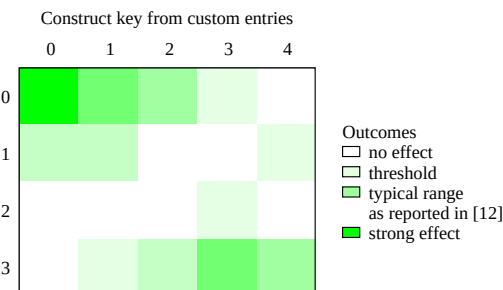 Construct key from custom entries
0 1 2 3 4
0
1
2
3
Outcomes
no effect
threshold
typical range
as reported in [12]
strong effect